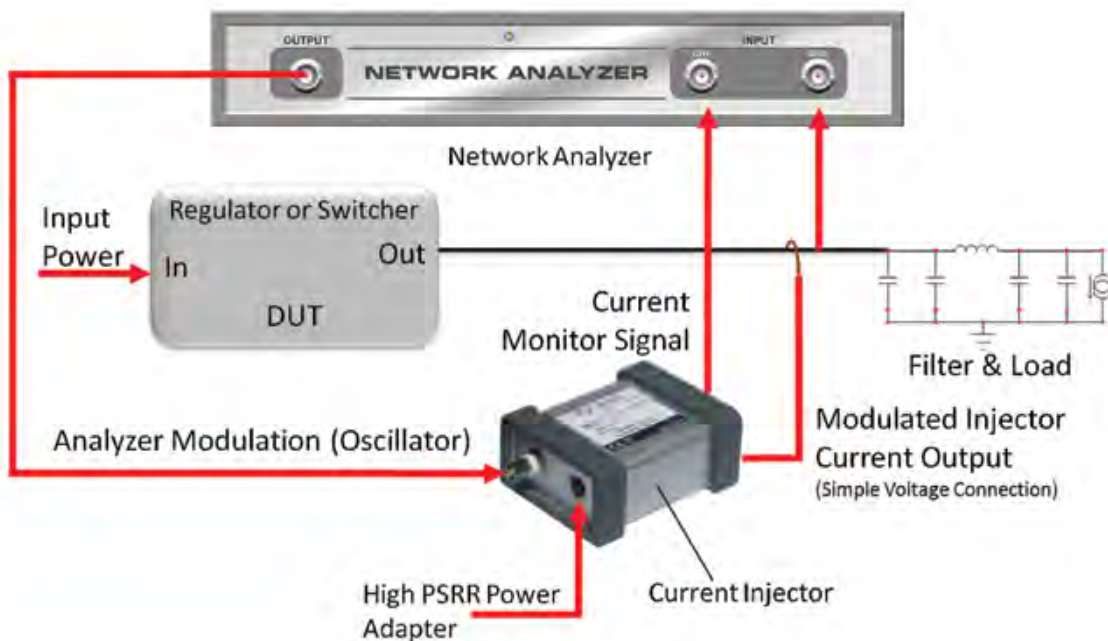 OUTPUT
INPUT
NETWORK ANALYZER
Network Analyzer
Input
Power
Regulator or Switcher
In
Out
DUT
Current
Monitor Signal
Filter & Load
Analyzer Modulation (Oscillator)
Modulated Injector
Current Output
(Simple Voltage Connection)
High PSRR Power
Adapter
Current Injector